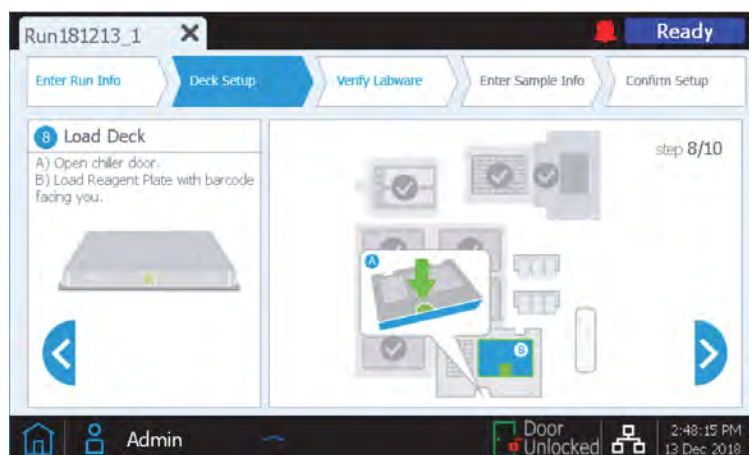 Run181213_1
Ready
Enter Run Info
Deck Setup
Verify Labware
Enter Sample Info
Confirm Setup
8 Load Deck
A) Open chiller door.
B) Load Reagent Plate with barcode
facing you.
step 8/10
A
B
Admin
Door
Unlocked
2:48:15 PM
13 Dec 2018